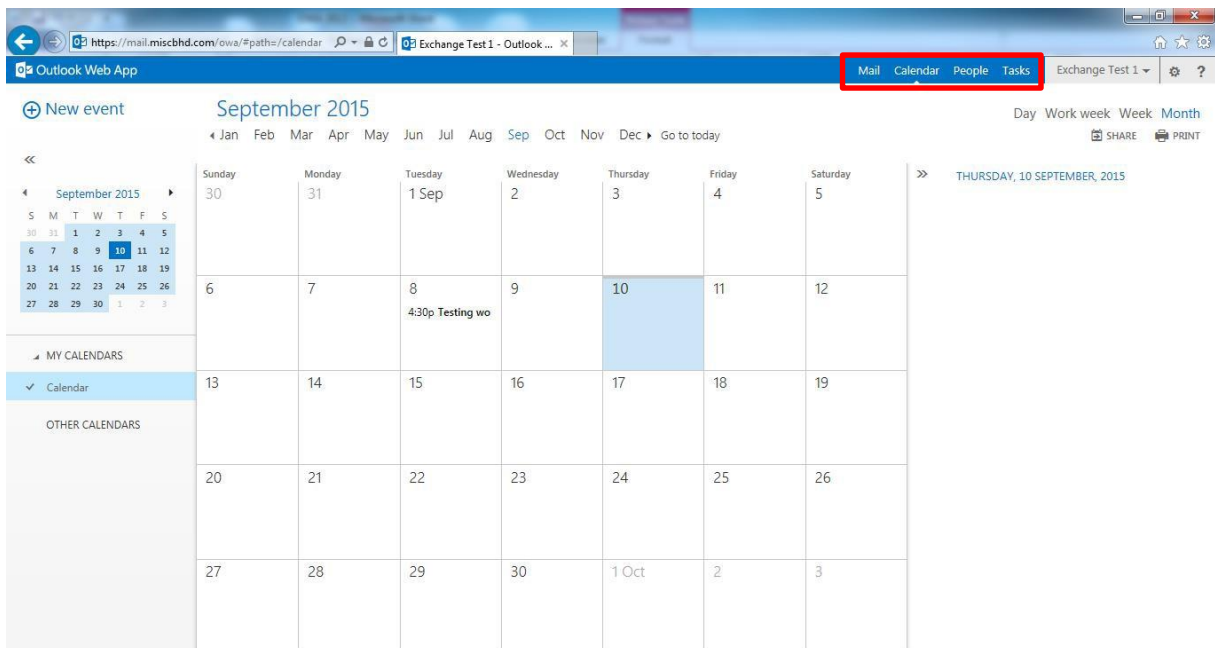 https://mail.miscbhd.com/owa/#path=/calendar
Exchange Test 1 - Outlook ...
Outlook Web App
Mail Calendar People Tasks Exchange Test 1 ?
New event
September 2015
Jan Feb Mar Apr May Jun Jul Aug Sep Oct Nov Dec Go to today
Day Work week Week Month
SHARE PRINT
September 2015
S M T W T F S
30 31 1 2 3 4 5
6 7 8 9 10 11 12
13 14 15 16 17 18 19
20 21 22 23 24 25 26
27 28 29 30 1 2 3
MY CALENDARS
Calendar
OTHER CALENDARS
Sunday Monday Tuesday Wednesday Thursday Friday Saturday
30 31 1 Sep 2 3 4 5
6 7 8 9 10 11 12
4:30p Testing wo
13 14 15 16 17 18 19
20 21 22 23 24 25 26
27 28 29 30 1 Oct 2 3
THURSDAY, 10 SEPTEMBER, 2015